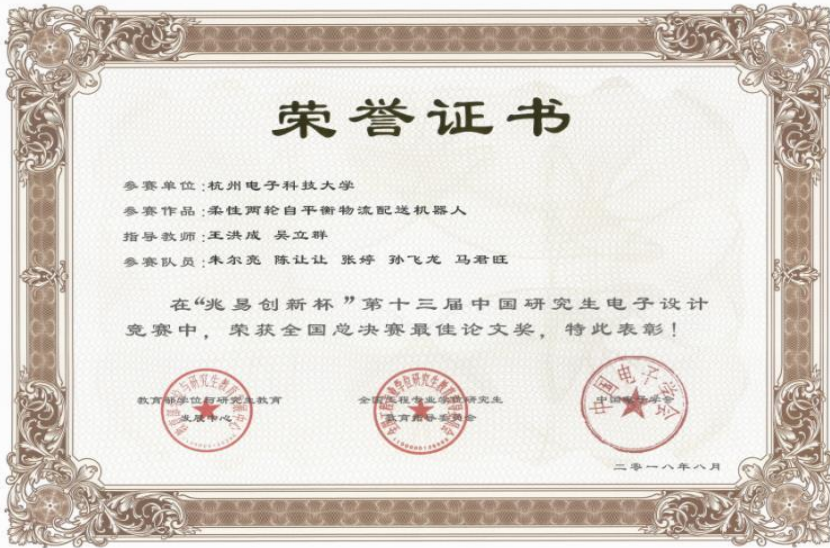 荣誉证书
参赛单位:杭州电子科技大学
参赛作品:柔性两轮自平衡物流配送机器人
指导教师:王洪成 吴立群
参赛队员:朱尔亮 陈让让 张婷 孙飞龙 马君旺
在“兆易创新杯”第十三届中国研究生电子设计
竞赛中，荣获全国总决赛最佳论文奖，特此表彰！
教育部学位与研究生教育
发展中心
全国工程专业学位研究生
教育指导委员会
中国电子学会
中国电子学会
二零一八年八月